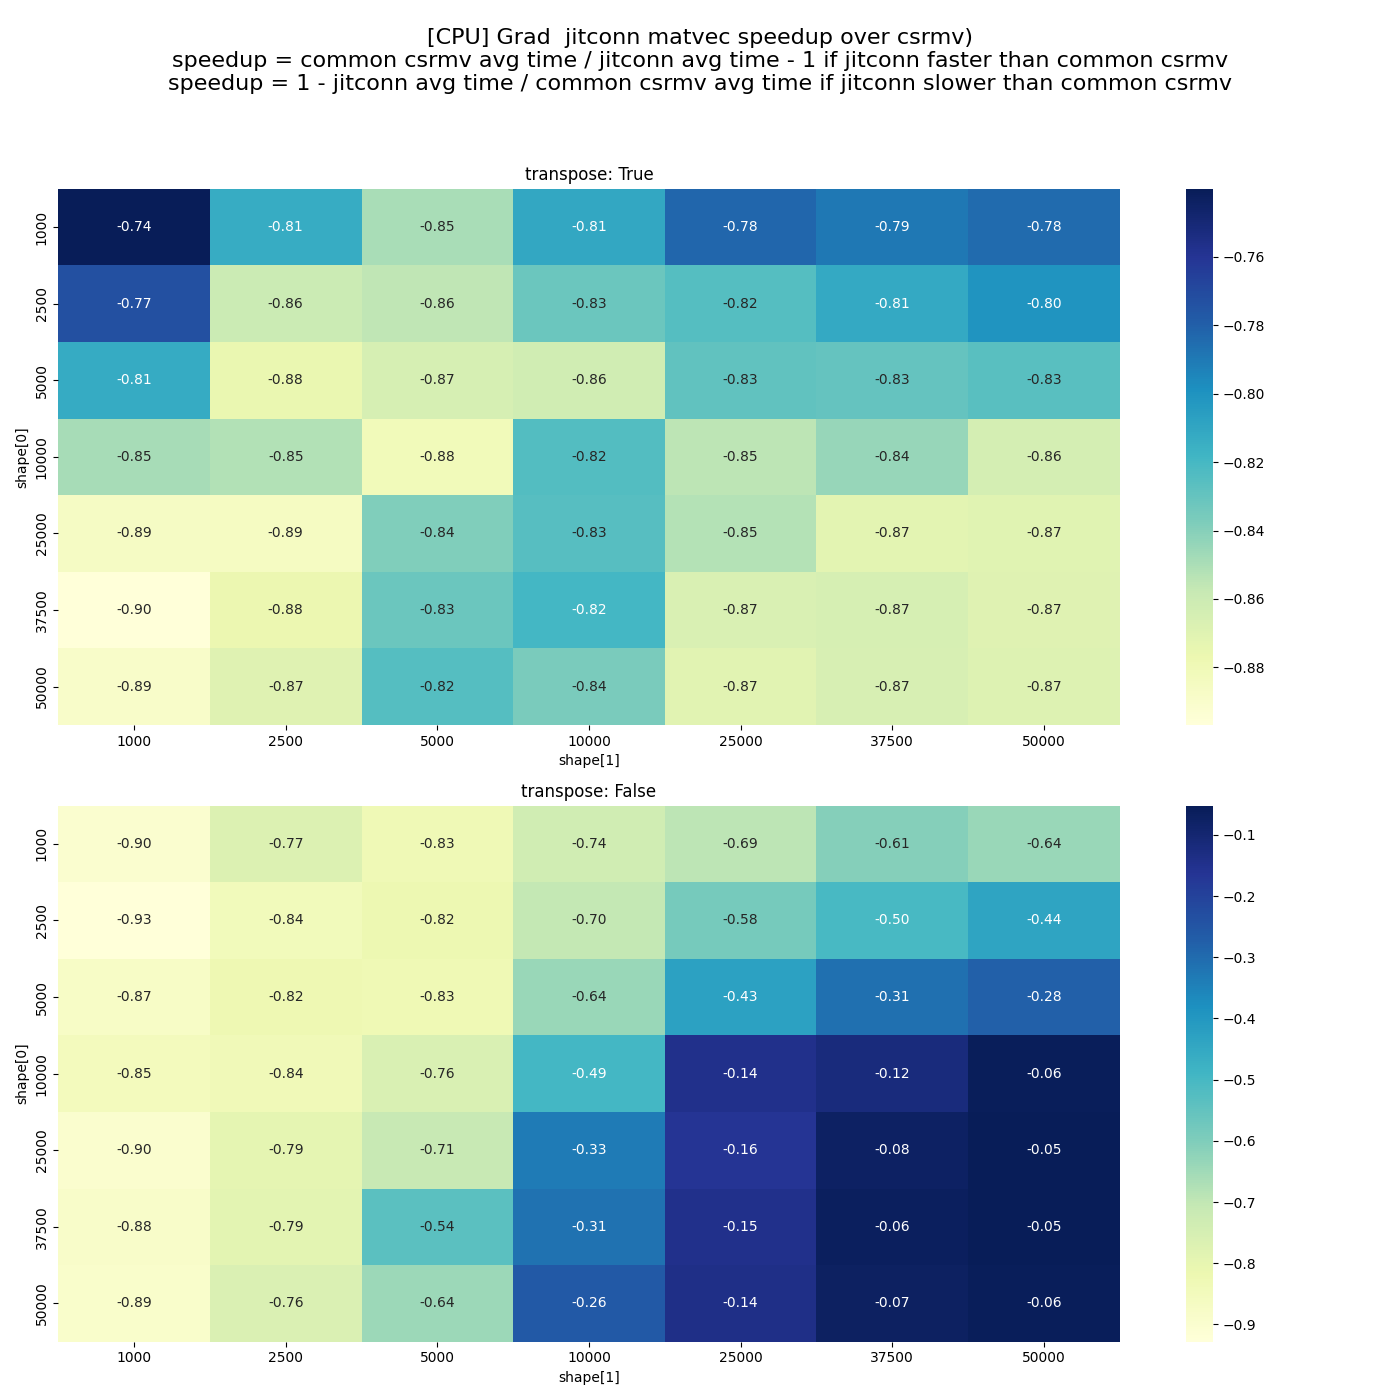 [CPU] Grad  jitconn matvec speedup over csrmv)
speedup = common csrmv avg time / jitconn avg time - 1 if jitconn faster than common csrmv
speedup = 1 - jitconn avg time / common csrmv avg time if jitconn slower than common csrmv
transpose: True
shape[0]
1000 -0.74 -0.81 -0.85 -0.81 -0.78 -0.79 -0.78
2500 -0.77 -0.86 -0.86 -0.83 -0.82 -0.81 -0.80
5000 -0.81 -0.88 -0.87 -0.86 -0.83 -0.83 -0.83
10000 -0.85 -0.85 -0.88 -0.82 -0.85 -0.84 -0.86
25000 -0.89 -0.89 -0.84 -0.83 -0.85 -0.87 -0.87
37500 -0.90 -0.88 -0.83 -0.82 -0.87 -0.87 -0.87
50000 -0.89 -0.87 -0.82 -0.84 -0.87 -0.87 -0.87
1000 2500 5000 10000 25000 37500 50000
shape[1]
−0.76
−0.78
−0.80
−0.82
−0.84
−0.86
−0.88
transpose: False
shape[0]
1000 -0.90 -0.77 -0.83 -0.74 -0.69 -0.61 -0.64
2500 -0.93 -0.84 -0.82 -0.70 -0.58 -0.50 -0.44
5000 -0.87 -0.82 -0.83 -0.64 -0.43 -0.31 -0.28
10000 -0.85 -0.84 -0.76 -0.49 -0.14 -0.12 -0.06
25000 -0.90 -0.79 -0.71 -0.33 -0.16 -0.08 -0.05
37500 -0.88 -0.79 -0.54 -0.31 -0.15 -0.06 -0.05
50000 -0.89 -0.76 -0.64 -0.26 -0.14 -0.07 -0.06
1000 2500 5000 10000 25000 37500 50000
shape[1]
−0.1
−0.2
−0.3
−0.4
−0.5
−0.6
−0.7
−0.8
−0.9